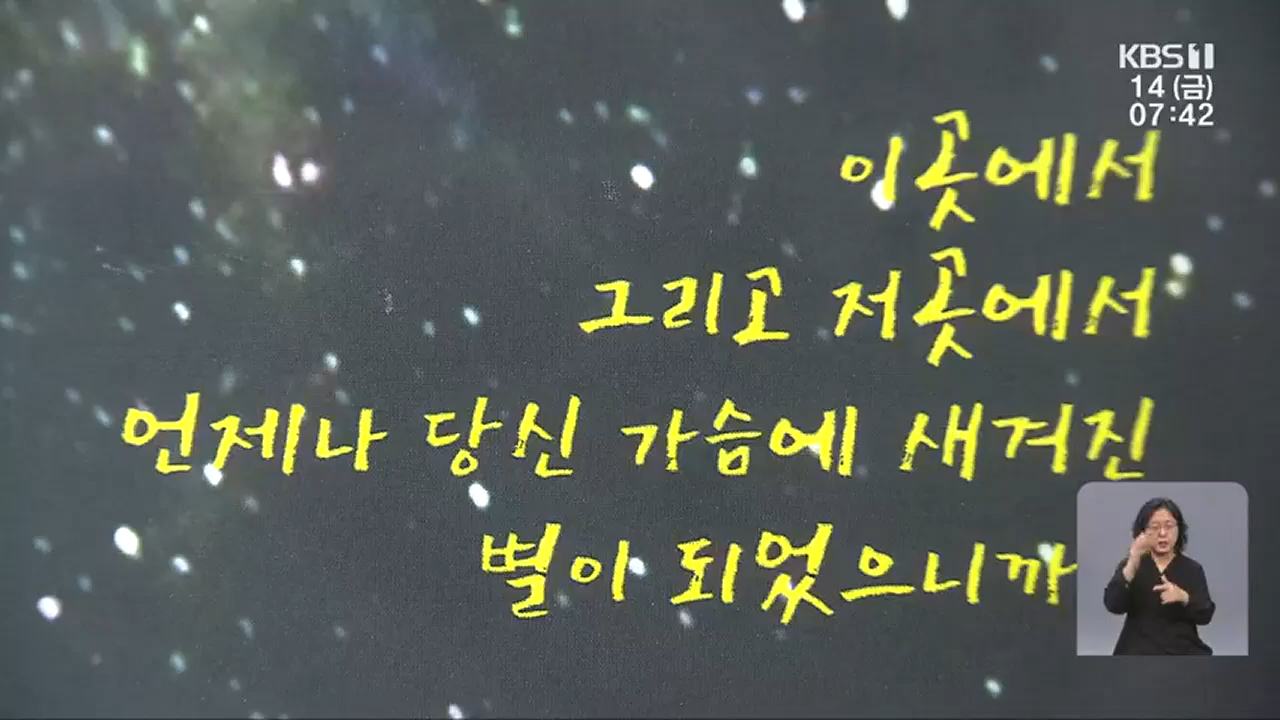 KBS1
14 (금)
07:42
이곳에서
그리고 저곳에서
언제나 당신 가슴에 새겨진
별이 되었으니까